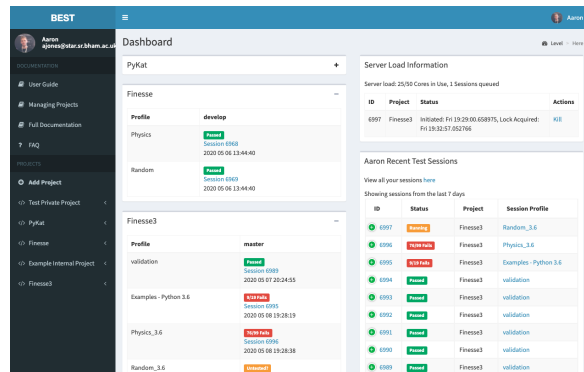 BEST
Aaron
Aaron
ajones@star.sr.bham.ac.uk
DOCUMENTATION
User Guide
Managing Projects
Full Documentation
? FAQ
PROJECTS
Add Project
</> Test Private Project <
</> PyKat <
</> Finesse <
</> Example Internal Project <
</> Finesse3 <
Dashboard
Level > Here
PyKat +
Finesse −
Profile develop
Physics Passed
Session 6968
2020 05 06 13:44:40
Random Passed
Session 6969
2020 05 06 13:44:40
Finesse3 −
Profile master
validation Passed
Session 6989
2020 05 07 20:24:55
Examples - Python 3.6 9/19 Fails
Session 6995
2020 05 08 19:28:19
Physics_3.6 78/99 Fails
Session 6996
2020 05 08 19:28:38
Random_3.6 Untested?
Server Load Information
Server load: 25/50 Cores in Use, 1 Sessions queued
ID Project Status Actions
6997 Finesse3 Initiated: Fri 19:29:00.658975, Lock Acquired: Kill
Fri 19:32:57.052766
Aaron Recent Test Sessions
View all your sessions here
Showing sessions from the last 7 days
ID Status Project Session Profile
6997 Running Finesse3 Random_3.6
6996 78/99 Fails Finesse3 Physics_3.6
6995 9/19 Fails Finesse3 Examples - Python 3.6
6994 Passed Finesse3 validation
6993 Passed Finesse3 validation
6992 Passed Finesse3 validation
6991 Passed Finesse3 validation
6990 Passed Finesse3 validation
6989 Passed Finesse3 validation